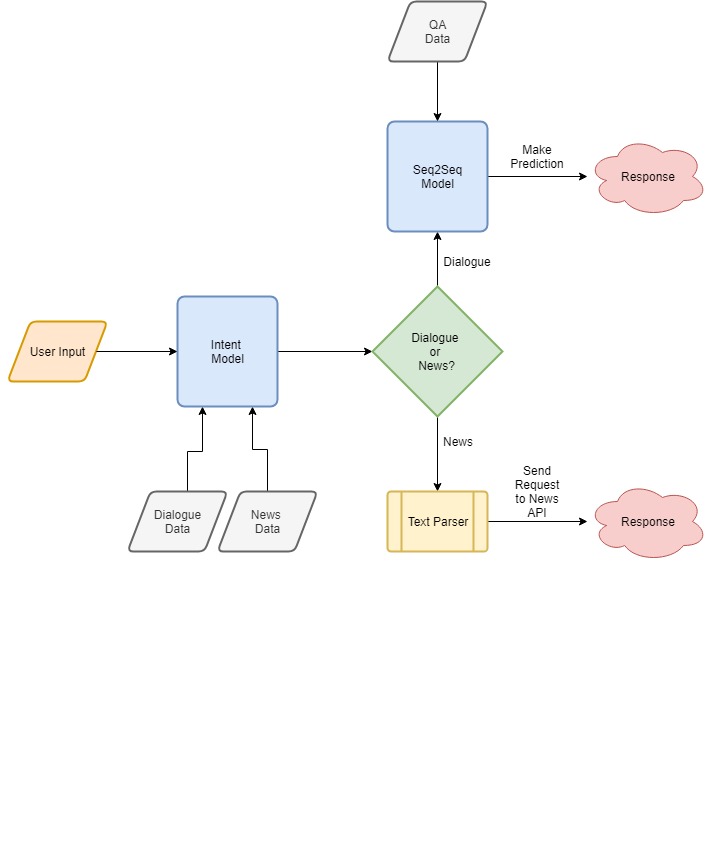 QA
Data
Seq2Seq
Model
Make
Prediction
Response
Dialogue
User Input
Intent
Model
Dialogue
or
News?
News
Dialogue
Data
News
Data
Text Parser
Send
Request
to News
API
Response